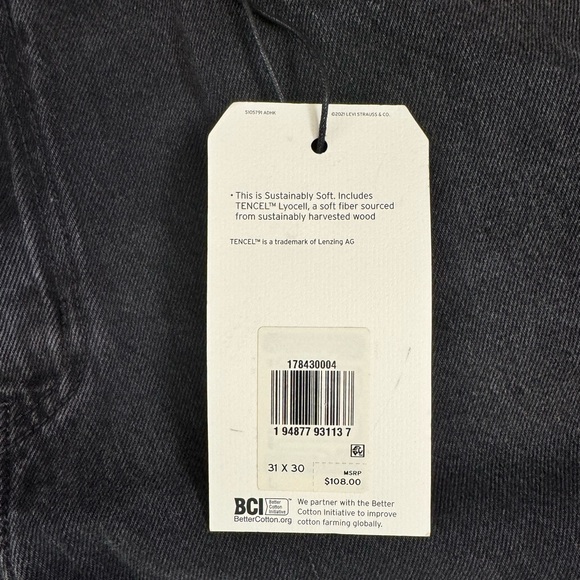 S105791 ADHK ©2021 LEVI STRAUSS & CO.
• This is Sustainably Soft. Includes
TENCEL™ Lyocell, a soft fiber sourced
from sustainably harvested wood
TENCEL™ is a trademark of Lenzing AG
178430004
1 94877 93113 7
31 X 30
MSRP
$108.00
BCI Better Cotton Initiative™
BetterCotton.org
We partner with the Better
Cotton Initiative to improve
cotton farming globally.